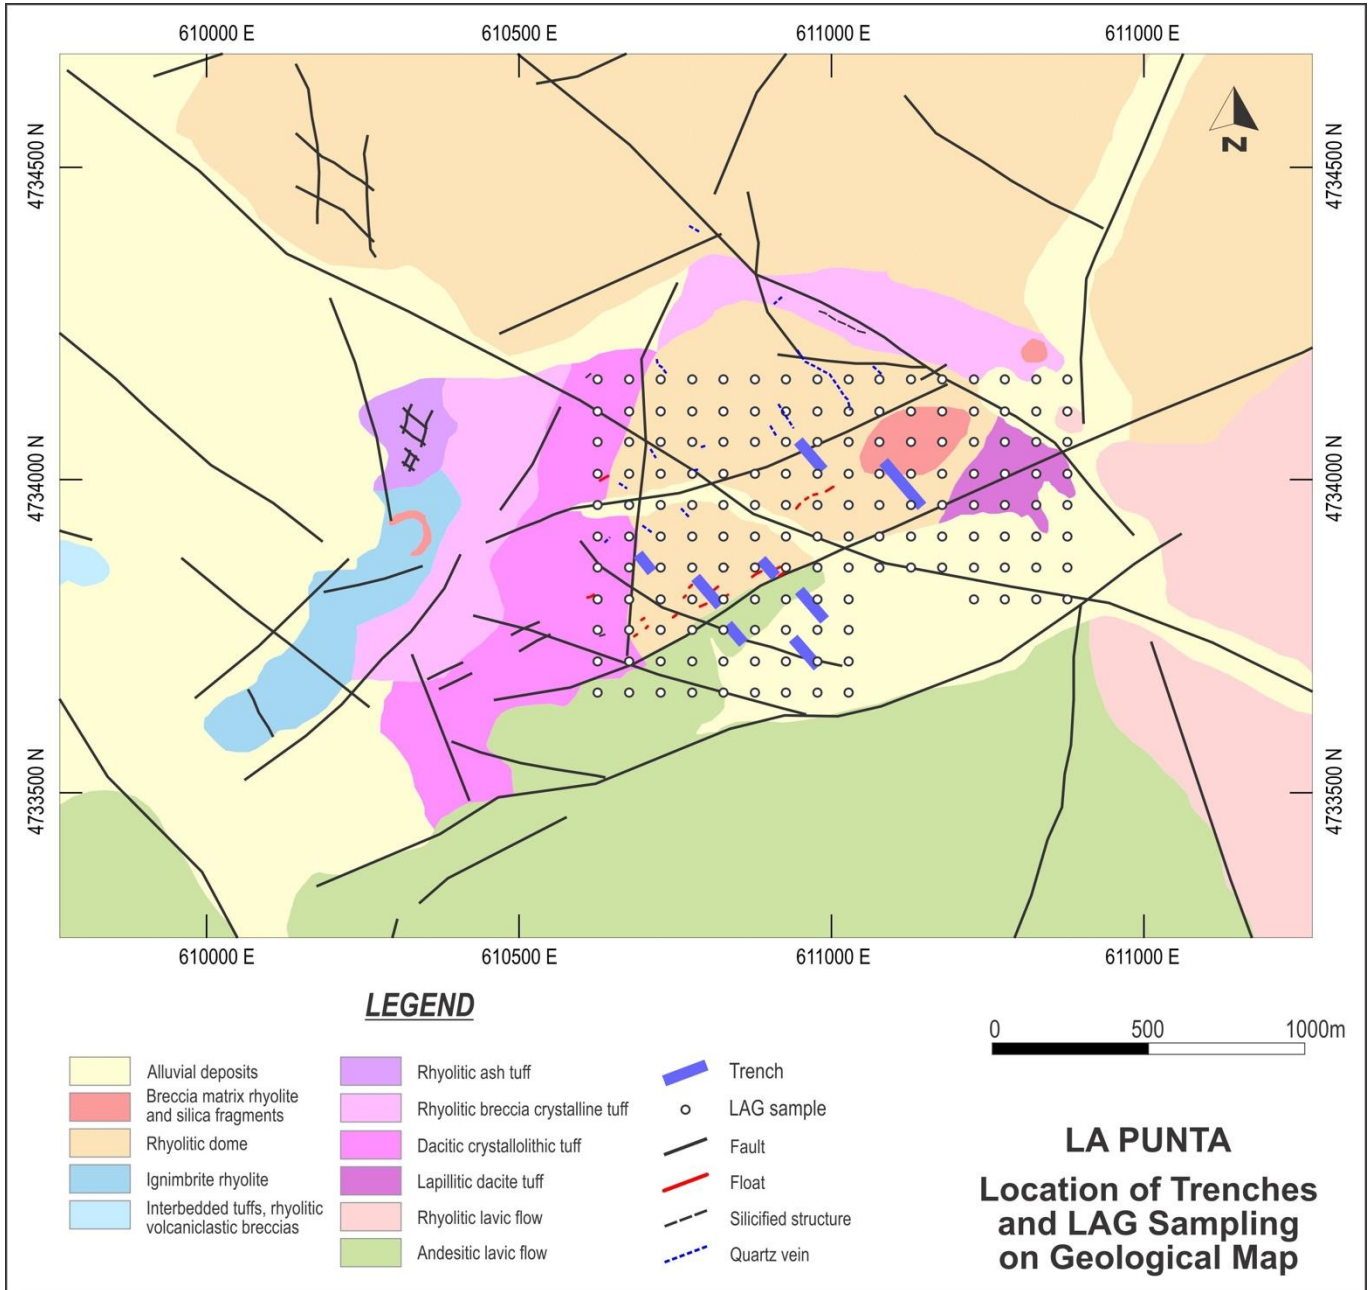 610000 E
610500 E
611000 E
611000 E
4734500 N
4734500 N
N
4734000 N
4734000 N
4733500 N
4733500 N
610000 E
610500 E
611000 E
611000 E
LEGEND
Alluvial deposits
Breccia matrix rhyolite
and silica fragments
Rhyolitic dome
Ignimbrite rhyolite
Interbedded tuffs, rhyolitic
volcaniclastic breccias
Rhyolitic ash tuff
Rhyolitic breccia crystalline tuff
Dacitic crystallolithic tuff
Lapillitic dacite tuff
Rhyolitic lavic flow
Andesitic lavic flow
Trench
LAG sample
Fault
Float
Silicified structure
Quartz vein
0 500 1000m
LA PUNTA
Location of Trenches
and LAG Sampling
on Geological Map